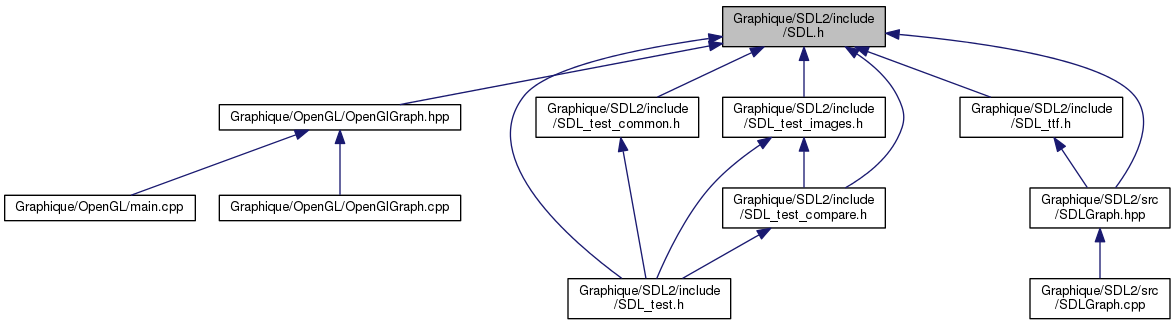 Graphique/SDL2/include
/SDL.h
Graphique/OpenGL/OpenGlGraph.hpp
Graphique/SDL2/include
/SDL_test_common.h
Graphique/SDL2/include
/SDL_test_images.h
Graphique/SDL2/include
/SDL_ttf.h
Graphique/OpenGL/main.cpp
Graphique/OpenGL/OpenGlGraph.cpp
Graphique/SDL2/include
/SDL_test_compare.h
Graphique/SDL2/src
/SDLGraph.hpp
Graphique/SDL2/include
/SDL_test.h
Graphique/SDL2/src
/SDLGraph.cpp